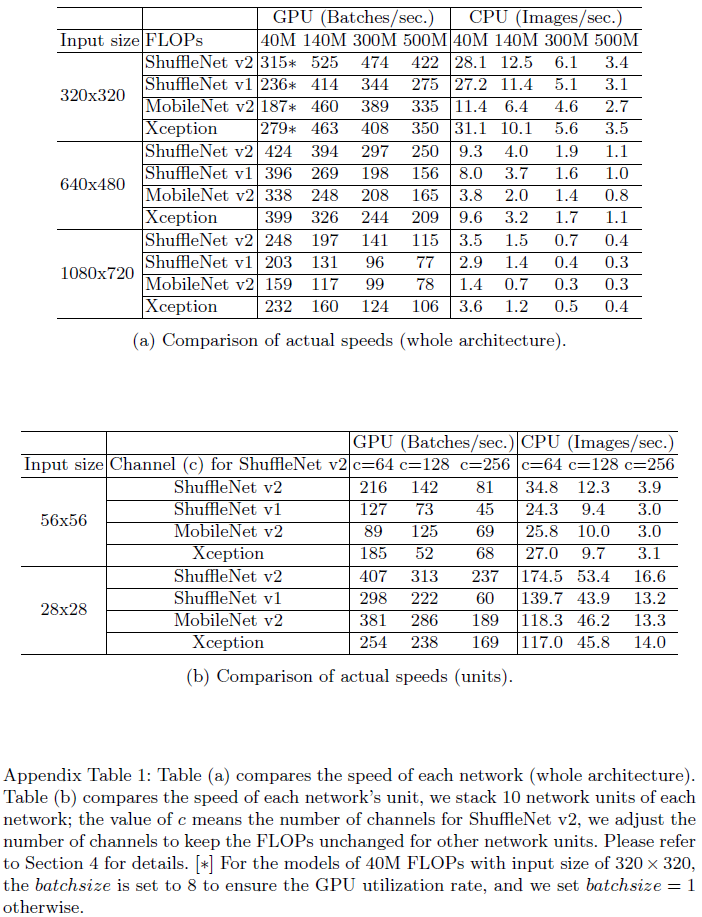 GPU (Batches/sec.) CPU (Images/sec.)
Input size FLOPs 40M 140M 300M 500M 40M 140M 300M 500M
320x320
ShuffleNet v2 315* 525 474 422 28.1 12.5 6.1 3.4
ShuffleNet v1 236* 414 344 275 27.2 11.4 5.1 3.1
MobileNet v2 187* 460 389 335 11.4 6.4 4.6 2.7
Xception 279* 463 408 350 31.1 10.1 5.6 3.5
640x480
ShuffleNet v2 424 394 297 250 9.3 4.0 1.9 1.1
ShuffleNet v1 396 269 198 156 8.0 3.7 1.6 1.0
MobileNet v2 338 248 208 165 3.8 2.0 1.4 0.8
Xception 399 326 244 209 9.6 3.2 1.7 1.1
1080x720
ShuffleNet v2 248 197 141 115 3.5 1.5 0.7 0.4
ShuffleNet v1 203 131 96 77 2.9 1.4 0.4 0.3
MobileNet v2 159 117 99 78 1.4 0.7 0.3 0.3
Xception 232 160 124 106 3.6 1.2 0.5 0.4
(a) Comparison of actual speeds (whole architecture).
GPU (Batches/sec.) CPU (Images/sec.)
Input size Channel (c) for ShuffleNet v2 c=64 c=128 c=256 c=64 c=128 c=256
56x56
ShuffleNet v2 216 142 81 34.8 12.3 3.9
ShuffleNet v1 127 73 45 24.3 9.4 3.0
MobileNet v2 89 125 69 25.8 10.0 3.0
Xception 185 52 68 27.0 9.7 3.1
28x28
ShuffleNet v2 407 313 237 174.5 53.4 16.6
ShuffleNet v1 298 222 60 139.7 43.9 13.2
MobileNet v2 381 286 189 118.3 46.2 13.3
Xception 254 238 169 117.0 45.8 14.0
(b) Comparison of actual speeds (units).
Appendix Table 1: Table (a) compares the speed of each network (whole architecture).
Table (b) compares the speed of each network's unit, we stack 10 network units of each
network; the value of c means the number of channels for ShuffleNet v2, we adjust the
number of channels to keep the FLOPs unchanged for other network units. Please refer
to Section 4 for details. [*] For the models of 40M FLOPs with input size of 320 × 320,
the batchsize is set to 8 to ensure the GPU utilization rate, and we set batchsize = 1
otherwise.